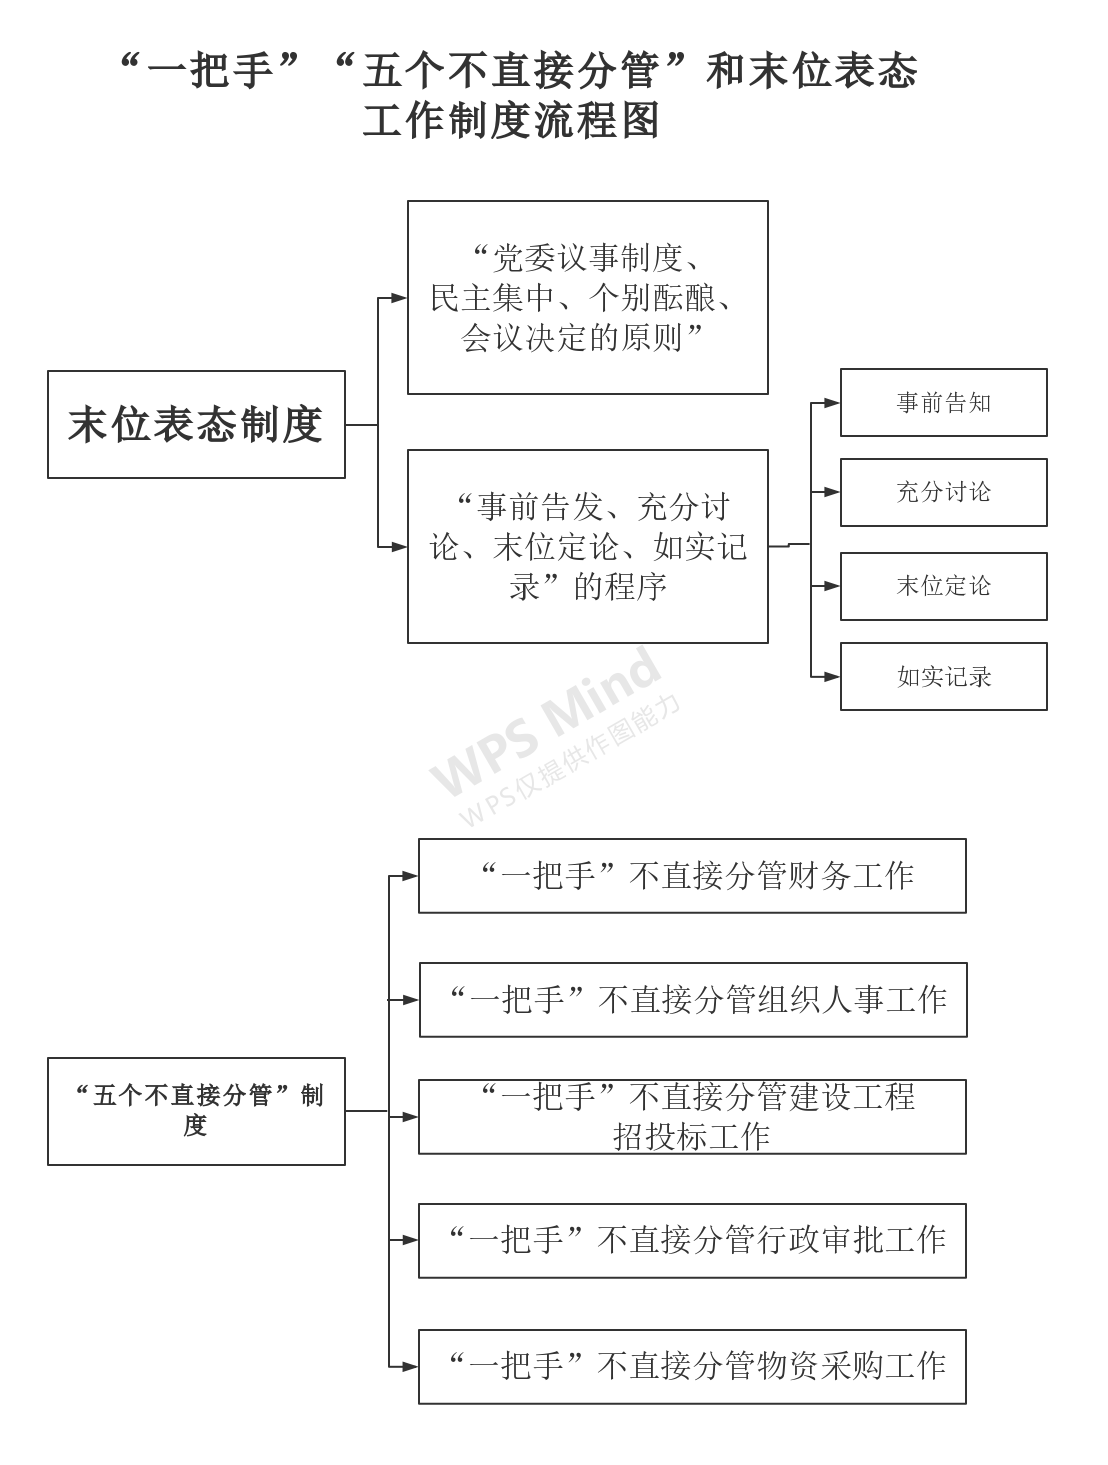 “一把手”“五个不直接分管”和末位表态
工作制度流程图
“党委议事制度、
民主集中、个别酝酿、
会议决定的原则”
末位表态制度
“事前告发、充分讨
论、末位定论、如实记
录”的程序
事前告知
充分讨论
末位定论
如实记录
WPS Mind
WPS仅提供作图能力
“一把手”不直接分管财务工作
“一把手”不直接分管组织人事工作
“五个不直接分管”制
度
“一把手”不直接分管建设工程
招投标工作
“一把手”不直接分管行政审批工作
“一把手”不直接分管物资采购工作